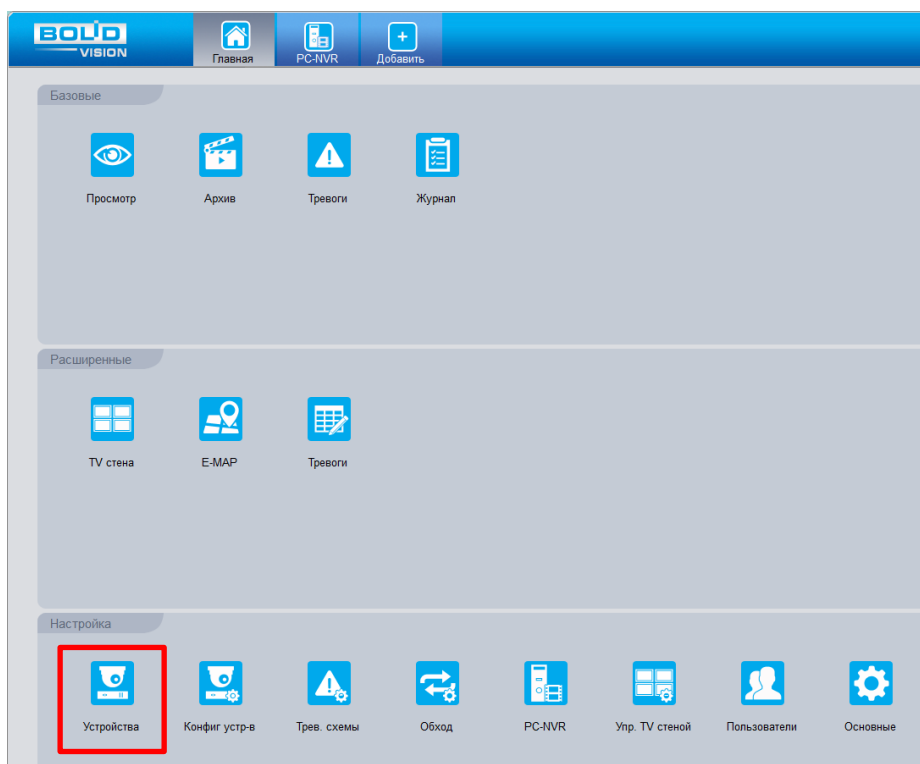 BOLID
VISION
Главная
PC-NVR
Добавить
Базовые
Просмотр
Архив
Тревоги
Журнал
Расширенные
TV стена
E-MAP
Тревоги
Настройка
Устройства
Конфиг устр-в
Трев. схемы
Обход
PC-NVR
Упр. TV стеной
Пользователи
Основные